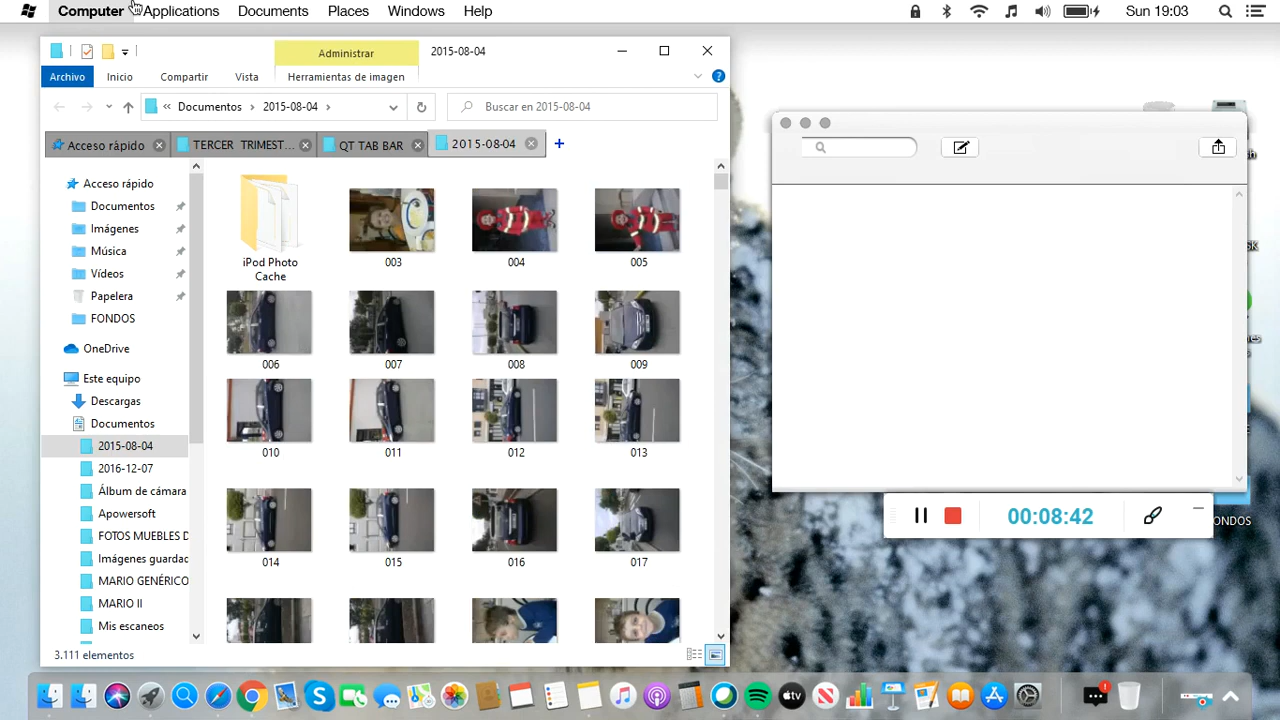 Computer Applications Documents Places Windows Help Sun 19:03
Administrar 2015-08-04
Archivo Inicio Compartir Vista Herramientas de imagen
« Documentos › 2015-08-04 › Buscar en 2015-08-04
Acceso rápido TERCER TRIMEST... QT TAB BAR 2015-08-04
Acceso rápido
Documentos
Imágenes
Música
Vídeos
Papelera
FONDOS
OneDrive
Este equipo
Descargas
Documentos
2015-08-04
2016-12-07
Álbum de cámara
Apowersoft
FOTOS MUEBLES D
Imágenes guardad
MARIO GENÉRICO
MARIO II
Mis escaneos
iPod Photo
Cache
003 004 005
006 007 008 009
010 011 012 013
014 015 016 017
3.111 elementos
00:08:42
ONDOS
tv